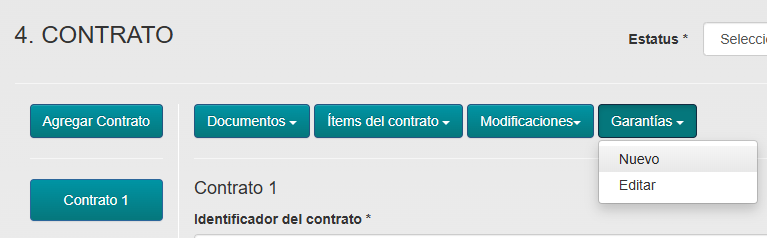 4. CONTRATO
Estatus *
Selecci
Agregar Contrato
Documentos
Ítems del contrato
Modificaciones
Garantías
Nuevo
Editar
Contrato 1
Contrato 1
Identificador del contrato *